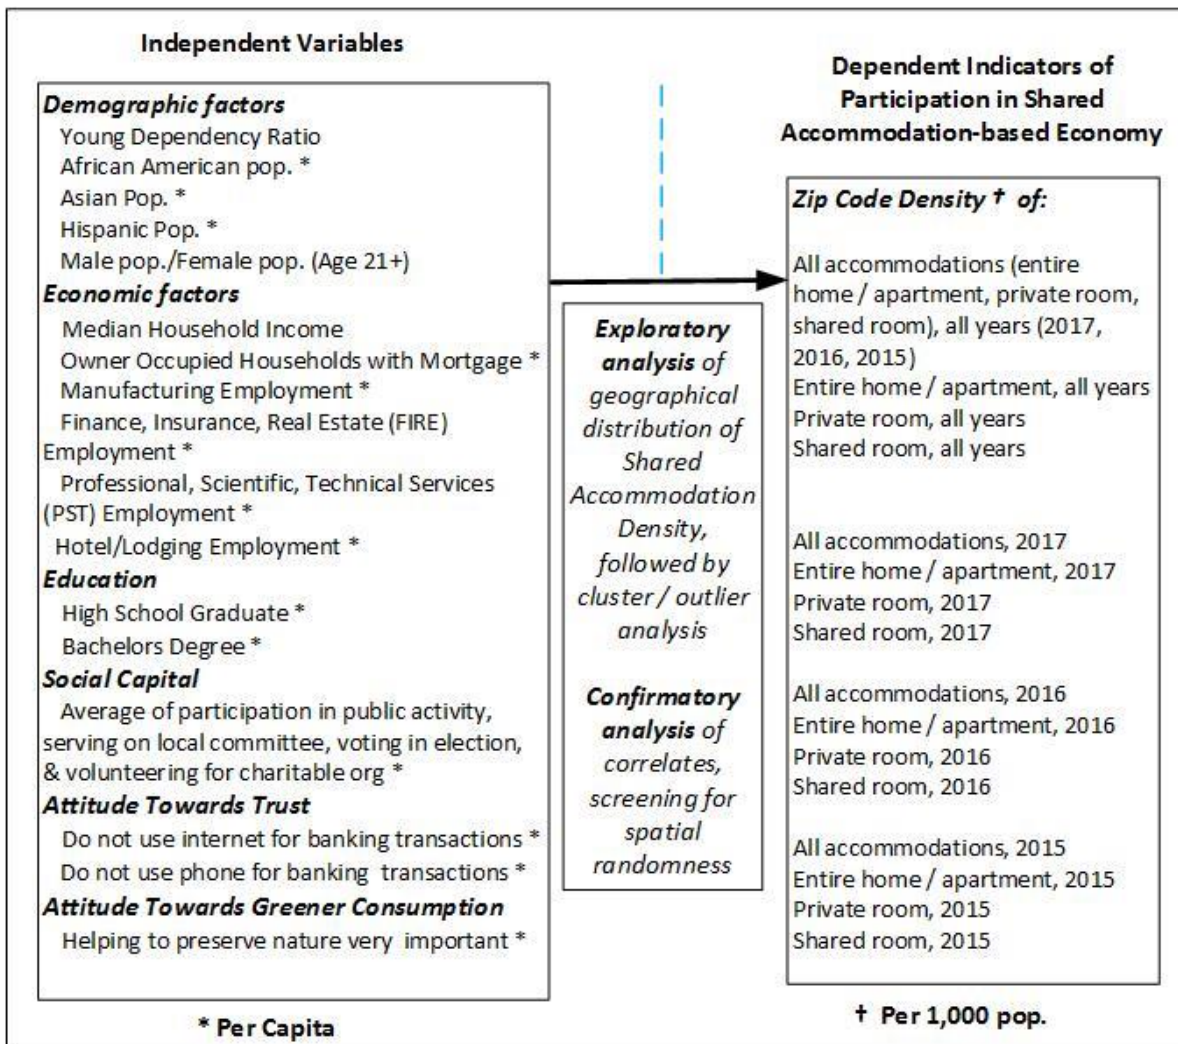 Independent Variables
Demographic factors
Young Dependency Ratio
African American pop. *
Asian Pop. *
Hispanic Pop. *
Male pop./Female pop. (Age 21+)
Economic factors
Median Household Income
Owner Occupied Households with Mortgage *
Manufacturing Employment *
Finance, Insurance, Real Estate (FIRE)
Employment *
Professional, Scientific, Technical Services
(PST) Employment *
Hotel/Lodging Employment *
Education
High School Graduate *
Bachelors Degree *
Social Capital
Average of participation in public activity,
serving on local committee, voting in election,
& volunteering for charitable org *
Attitude Towards Trust
Do not use internet for banking transactions *
Do not use phone for banking transactions *
Attitude Towards Greener Consumption
Helping to preserve nature very important *
* Per Capita
Exploratory
analysis of
geographical
distribution of
Shared
Accommodation
Density,
followed by
cluster / outlier
analysis
Confirmatory
analysis of
correlates,
screening for
spatial
randomness
Dependent Indicators of
Participation in Shared
Accommodation-based Economy
Zip Code Density † of:
All accommodations (entire
home / apartment, private room,
shared room), all years (2017,
2016, 2015)
Entire home / apartment, all years
Private room, all years
Shared room, all years
All accommodations, 2017
Entire home / apartment, 2017
Private room, 2017
Shared room, 2017
All accommodations, 2016
Entire home / apartment, 2016
Private room, 2016
Shared room, 2016
All accommodations, 2015
Entire home / apartment, 2015
Private room, 2015
Shared room, 2015
† Per 1,000 pop.